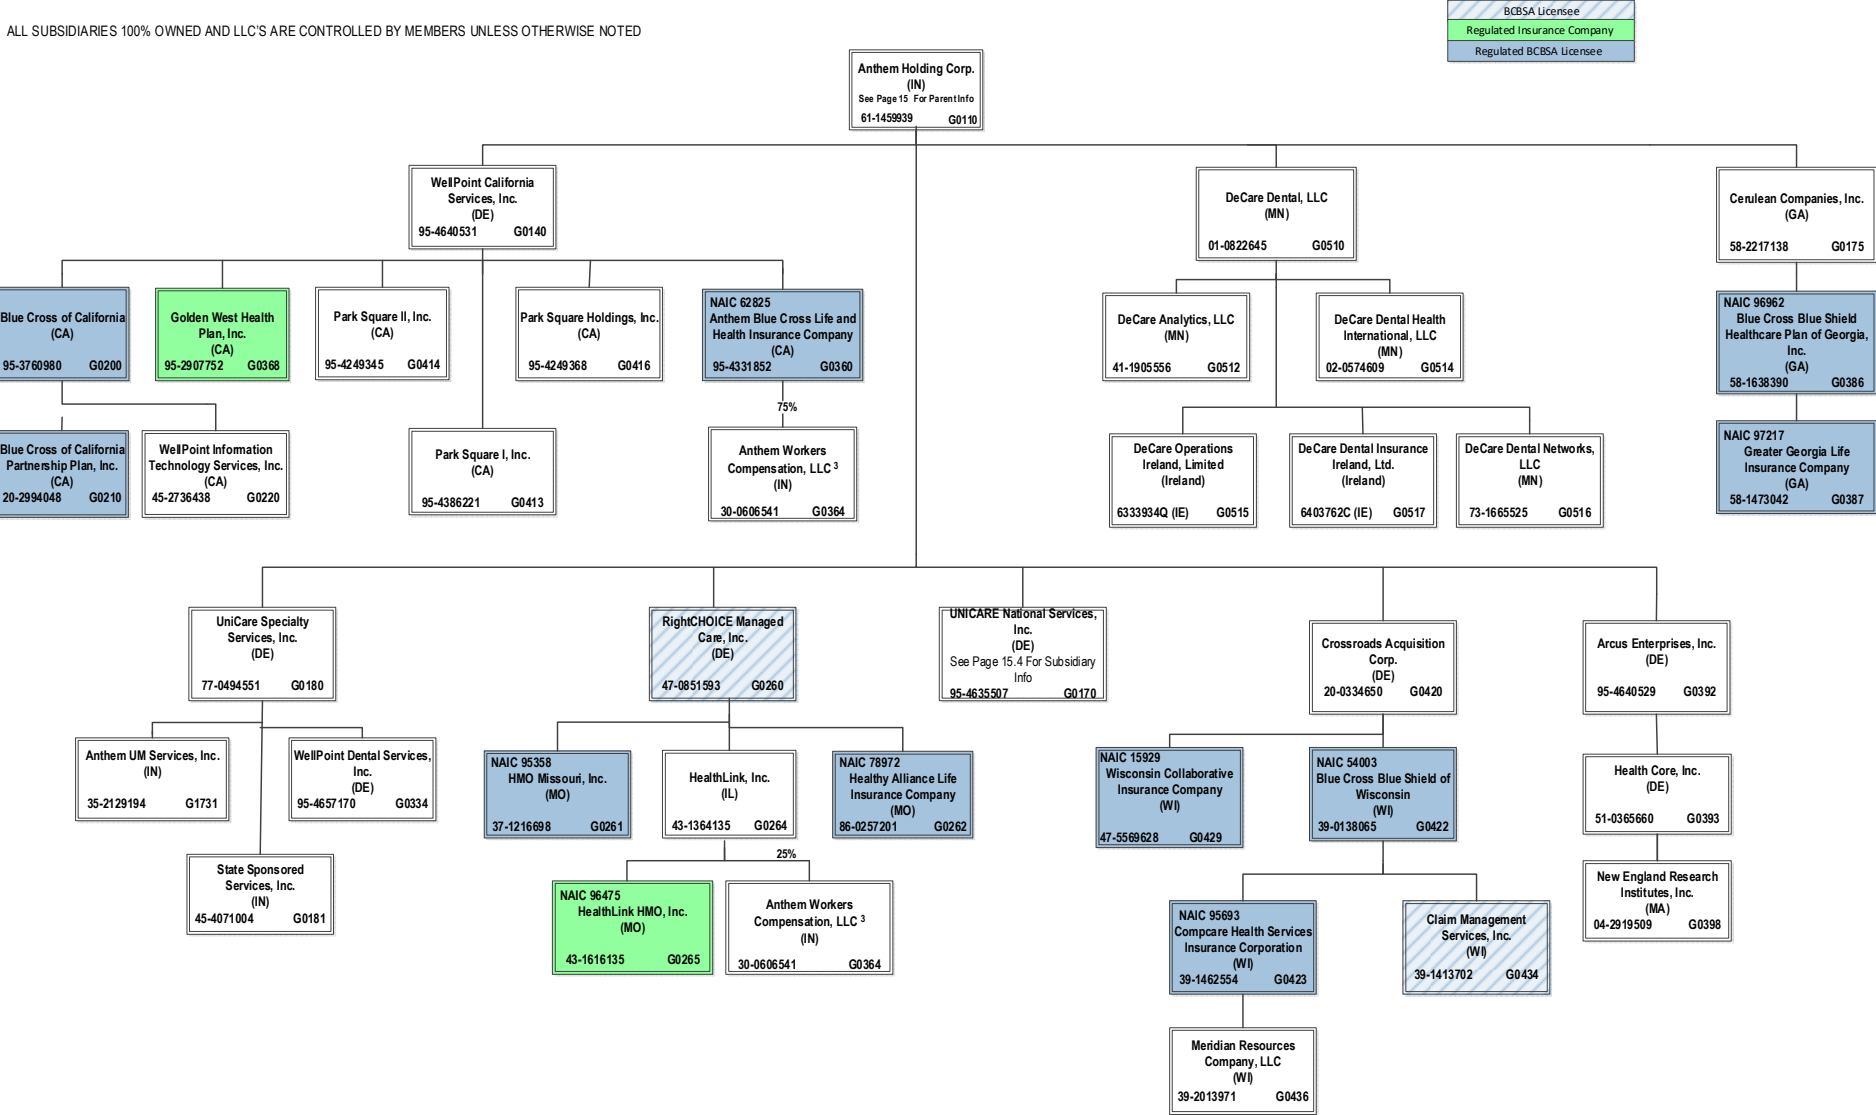 BCBSA Licensee
Regulated Insurance Company
Regulated BCBSA Licensee
ALL SUBSIDIARIES 100% OWNED AND LLC'S ARE CONTROLLED BY MEMBERS UNLESS OTHERWISE NOTED
Anthem Holding Corp.
(IN)
See Page 15 For Parent Info
61-1459939 G0110
WellPoint California
Services, Inc.
(DE)
95-4640531 G0140
DeCare Dental, LLC
(MN)
01-0822645 G0510
Cerulean Companies, Inc.
(GA)
58-2217138 G0175
Blue Cross of California
(CA)
95-3760980 G0200
Golden West Health
Plan, Inc.
(CA)
95-2907752 G0368
Park Square II, Inc.
(CA)
95-4249345 G0414
Park Square Holdings, Inc.
(CA)
95-4249368 G0416
NAIC 62825
Anthem Blue Cross Life and
Health Insurance Company
(CA)
95-4331852 G0360
DeCare Analytics, LLC
(MN)
41-1905556 G0512
DeCare Dental Health
International, LLC
(MN)
02-0574609 G0514
NAIC 96962
Blue Cross Blue Shield
Healthcare Plan of Georgia,
Inc.
(GA)
58-1638390 G0386
75%
Blue Cross of California
Partnership Plan, Inc.
(CA)
20-2994048 G0210
WellPoint Information
Technology Services, Inc.
(CA)
45-2736438 G0220
Park Square I, Inc.
(CA)
95-4386221 G0413
Anthem Workers
Compensation, LLC 3
(IN)
30-0606541 G0364
DeCare Operations
Ireland, Limited
(Ireland)
6333934Q (IE) G0515
DeCare Dental Insurance
Ireland, Ltd.
(Ireland)
6403762C (IE) G0517
DeCare Dental Networks,
LLC
(MN)
73-1665525 G0516
NAIC 97217
Greater Georgia Life
Insurance Company
(GA)
58-1473042 G0387
UniCare Specialty
Services, Inc.
(DE)
77-0494551 G0180
RightCHOICE Managed
Care, Inc.
(DE)
47-0851593 G0260
UNICARE National Services,
Inc.
(DE)
See Page 15.4 For Subsidiary
Info
95-4635507 G0170
Crossroads Acquisition
Corp.
(DE)
20-0334650 G0420
Arcus Enterprises, Inc.
(DE)
95-4640529 G0392
Anthem UM Services, Inc.
(IN)
35-2129194 G1731
WellPoint Dental Services,
Inc.
(DE)
95-4657170 G0334
NAIC 95358
HMO Missouri, Inc.
(MO)
37-1216698 G0261
HealthLink, Inc.
(IL)
43-1364135 G0264
NAIC 78972
Healthy Alliance Life
Insurance Company
(MO)
86-0257201 G0262
NAIC 15929
Wisconsin Collaborative
Insurance Company
(WI)
47-5569628 G0429
NAIC 54003
Blue Cross Blue Shield of
Wisconsin
(WI)
39-0138065 G0422
Health Core, Inc.
(DE)
51-0365660 G0393
State Sponsored
Services, Inc.
(IN)
45-4071004 G0181
25%
NAIC 96475
HealthLink HMO, Inc.
(MO)
43-1616135 G0265
Anthem Workers
Compensation, LLC 3
(IN)
30-0606541 G0364
NAIC 95693
Compcare Health Services
Insurance Corporation
(WI)
39-1462554 G0423
Claim Management
Services, Inc.
(WI)
39-1413702 G0434
New England Research
Institutes, Inc.
(MA)
04-2919509 G0398
Meridian Resources
Company, LLC
(WI)
39-2013971 G0436